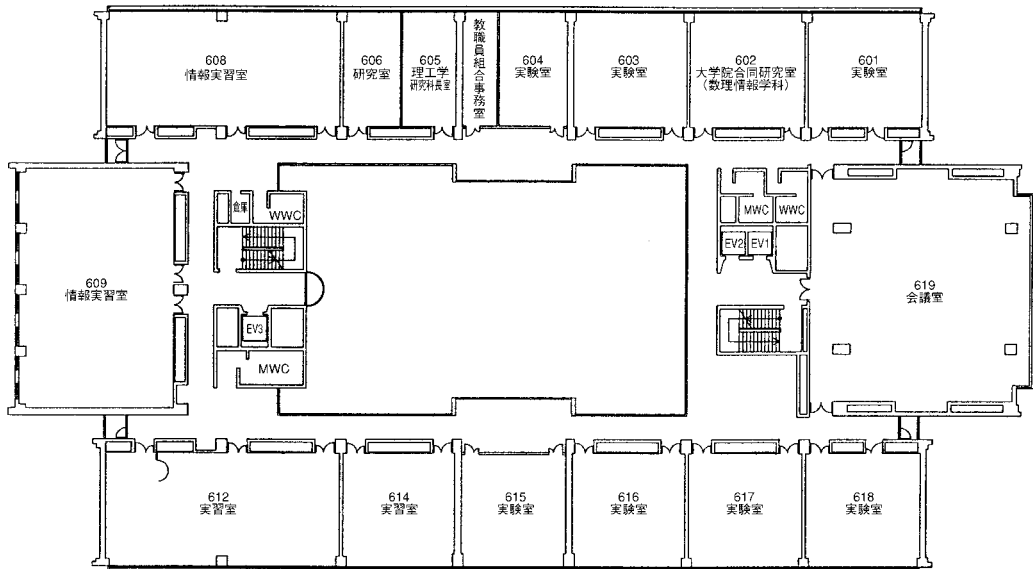 608
情報実習室
606
研究室
605
理工学
研究科長室
教職員組合事務室
604
実験室
603
実験室
602
大学院合同研究室
(数理情報学科)
601
実験室
倉庫
WWC
MWC
WWC
EV2
EV1
609
情報実習室
619
会議室
EV3
MWC
612
実習室
614
実習室
615
実験室
616
実験室
617
実験室
618
実験室